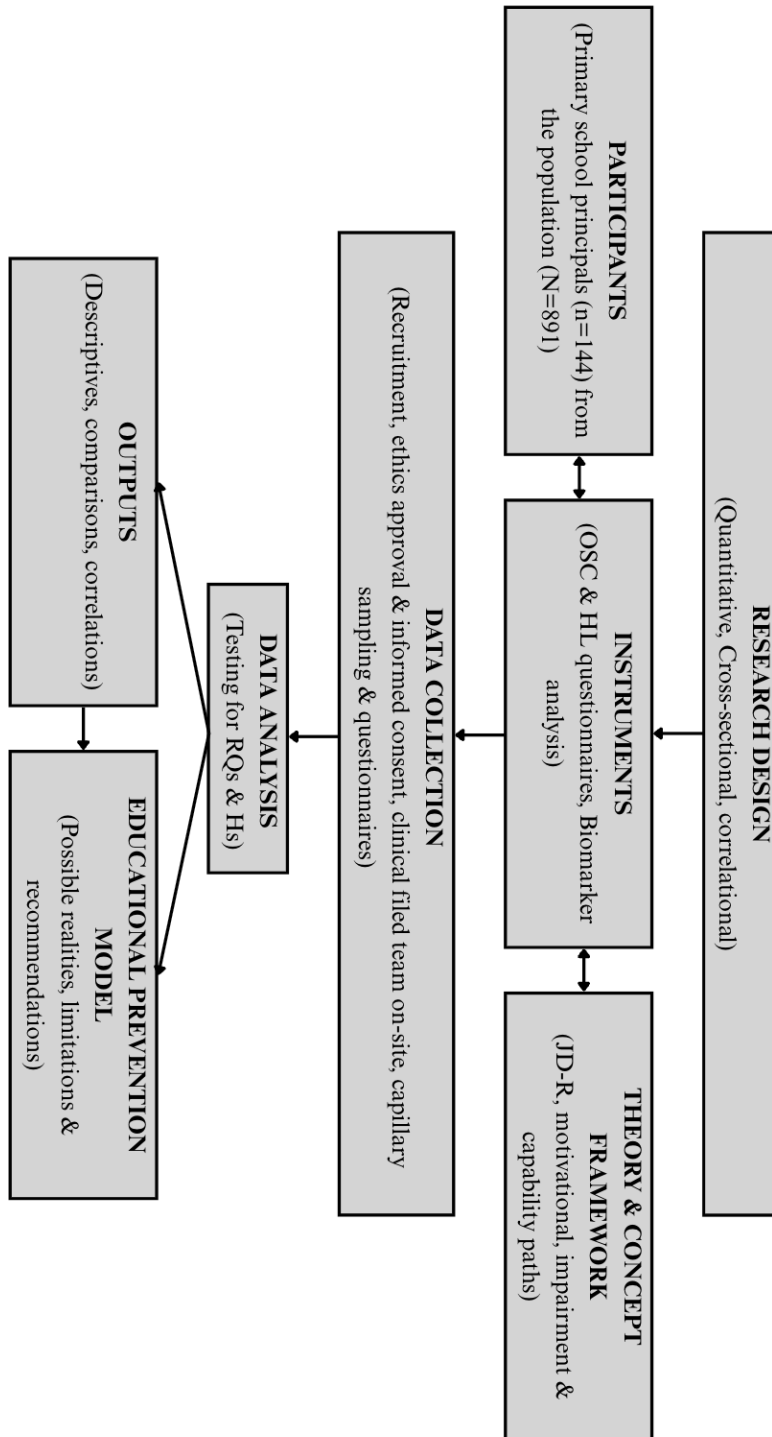 RESEARCH DESIGN
(Quantitative, Cross-sectional, correlational)
PARTICIPANTS
(Primary school principals (n=144) from
the population (N=891)
INSTRUMENTS
(OSC & HL questionnaires, Biomarker
analysis)
THEORY & CONCEPT
FRAMEWORK
(JD-R, motivational, impairment &
capability paths)
DATA COLLECTION
(Recruitment, ethics approval & informed consent, clinical filed team on-site, capillary
sampling & questionnaires)
DATA ANALYSIS
(Testing for RQs & Hs)
OUTPUTS
(Descriptives, comparisons, correlations)
EDUCATIONAL PREVENTION
MODEL
(Possible realities, limitations &
recommendations)